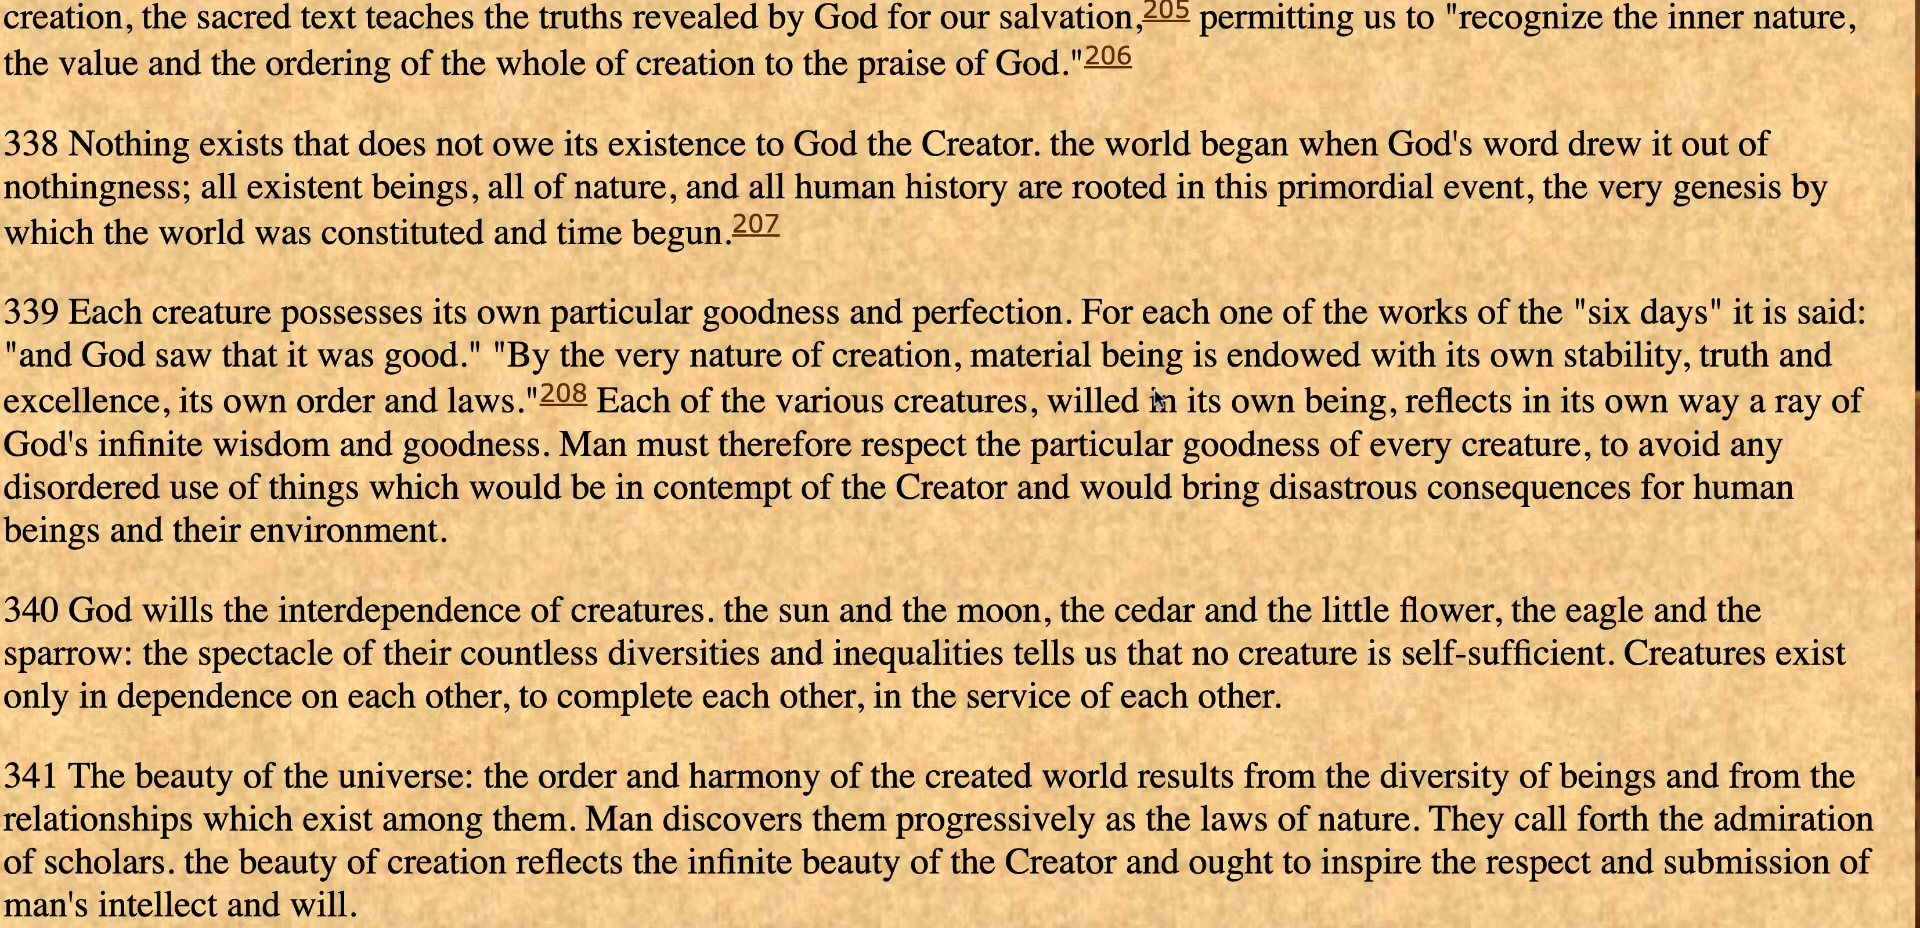 creation, the sacred text teaches the truths revealed by God for our salvation,205 permitting us to "recognize the inner nature,
the value and the ordering of the whole of creation to the praise of God."206
338 Nothing exists that does not owe its existence to God the Creator. the world began when God's word drew it out of
nothingness; all existent beings, all of nature, and all human history are rooted in this primordial event, the very genesis by
which the world was constituted and time begun.207
339 Each creature possesses its own particular goodness and perfection. For each one of the works of the "six days" it is said:
"and God saw that it was good." "By the very nature of creation, material being is endowed with its own stability, truth and
excellence, its own order and laws."208 Each of the various creatures, willed in its own being, reflects in its own way a ray of
God's infinite wisdom and goodness. Man must therefore respect the particular goodness of every creature, to avoid any
disordered use of things which would be in contempt of the Creator and would bring disastrous consequences for human
beings and their environment.
340 God wills the interdependence of creatures. the sun and the moon, the cedar and the little flower, the eagle and the
sparrow: the spectacle of their countless diversities and inequalities tells us that no creature is self-sufficient. Creatures exist
only in dependence on each other, to complete each other, in the service of each other.
341 The beauty of the universe: the order and harmony of the created world results from the diversity of beings and from the
relationships which exist among them. Man discovers them progressively as the laws of nature. They call forth the admiration
of scholars. the beauty of creation reflects the infinite beauty of the Creator and ought to inspire the respect and submission of
man's intellect and will.